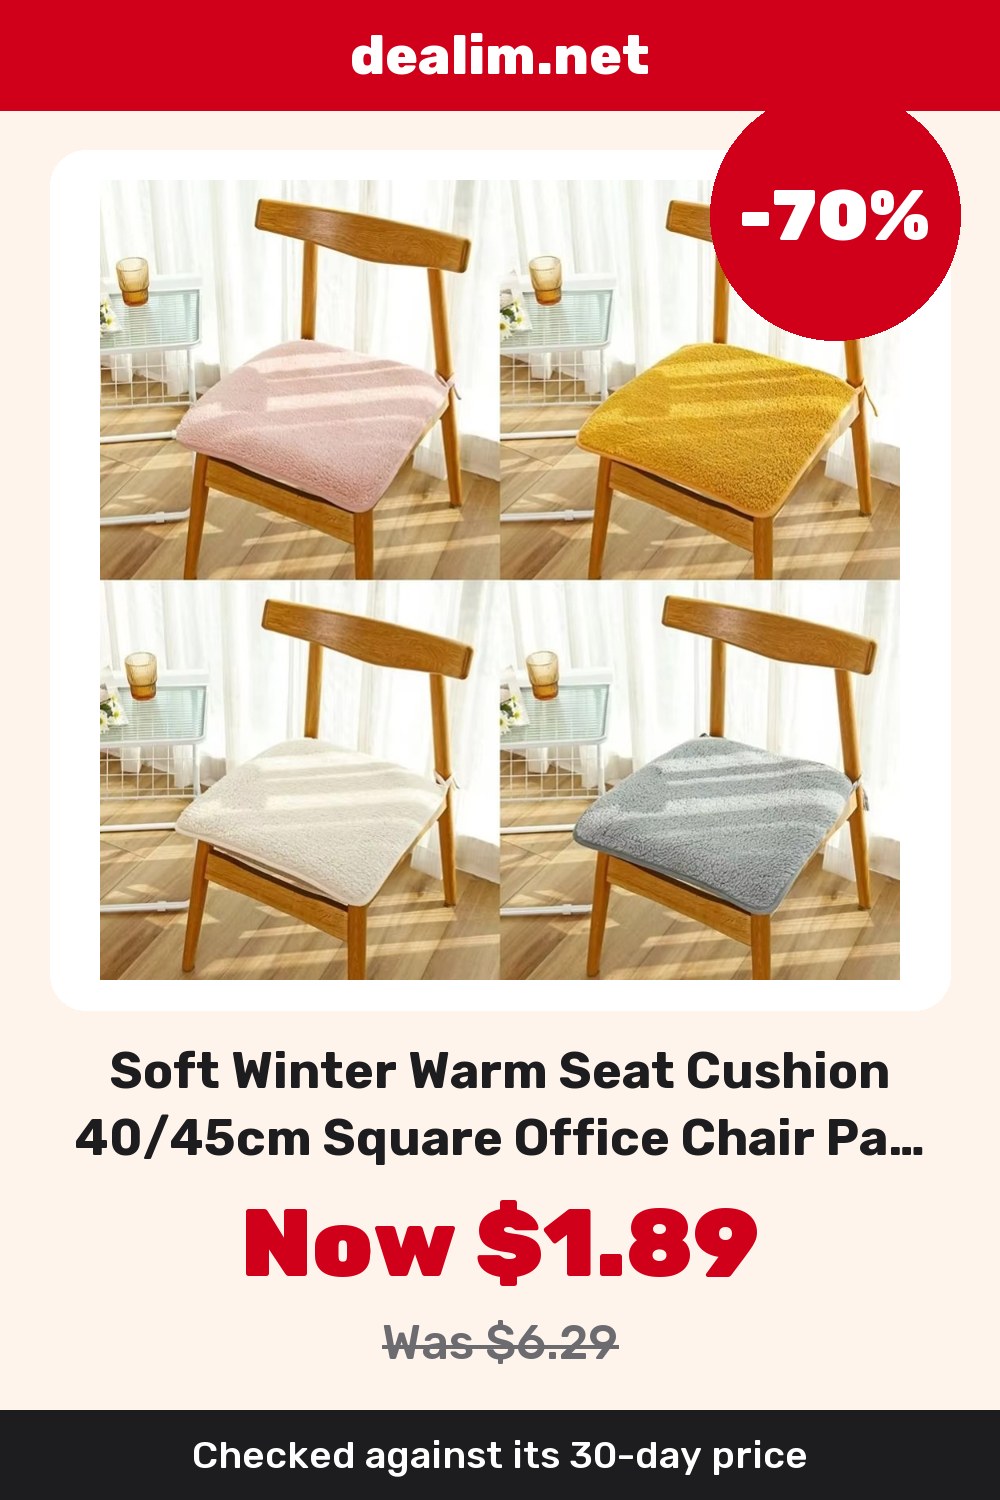 dealim.net
-70%
Soft Winter Warm Seat Cushion
40/45cm Square Office Chair Pa...
Now $1.89
Was $6.29
Checked against its 30-day price